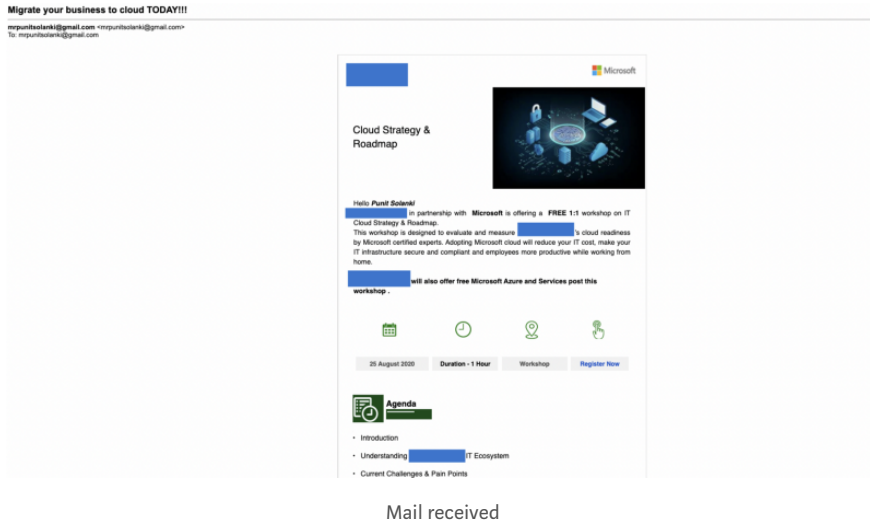 Migrate your business to cloud TODAY!!!
mrpunitsolanki@gmail.com <mrpunitsolanki@gmail.com>
To: mrpunitsolanki@gmail.com
Microsoft
Cloud Strategy &
Roadmap
Hello Punit Solanki
in partnership with Microsoft is offering a FREE 1:1 workshop on IT
Cloud Strategy & Roadmap.
This workshop is designed to evaluate and measure 's cloud readiness
by Microsoft certified experts. Adopting Microsoft cloud will reduce your IT cost, make your
IT infrastructure secure and compliant and employees more productive while working from
home.
will also offer free Microsoft Azure and Services post this
workshop .
25 August 2020 Duration - 1 Hour Workshop Register Now
Agenda
• Introduction
• Understanding IT Ecosystem
• Current Challenges & Pain Points
Mail received